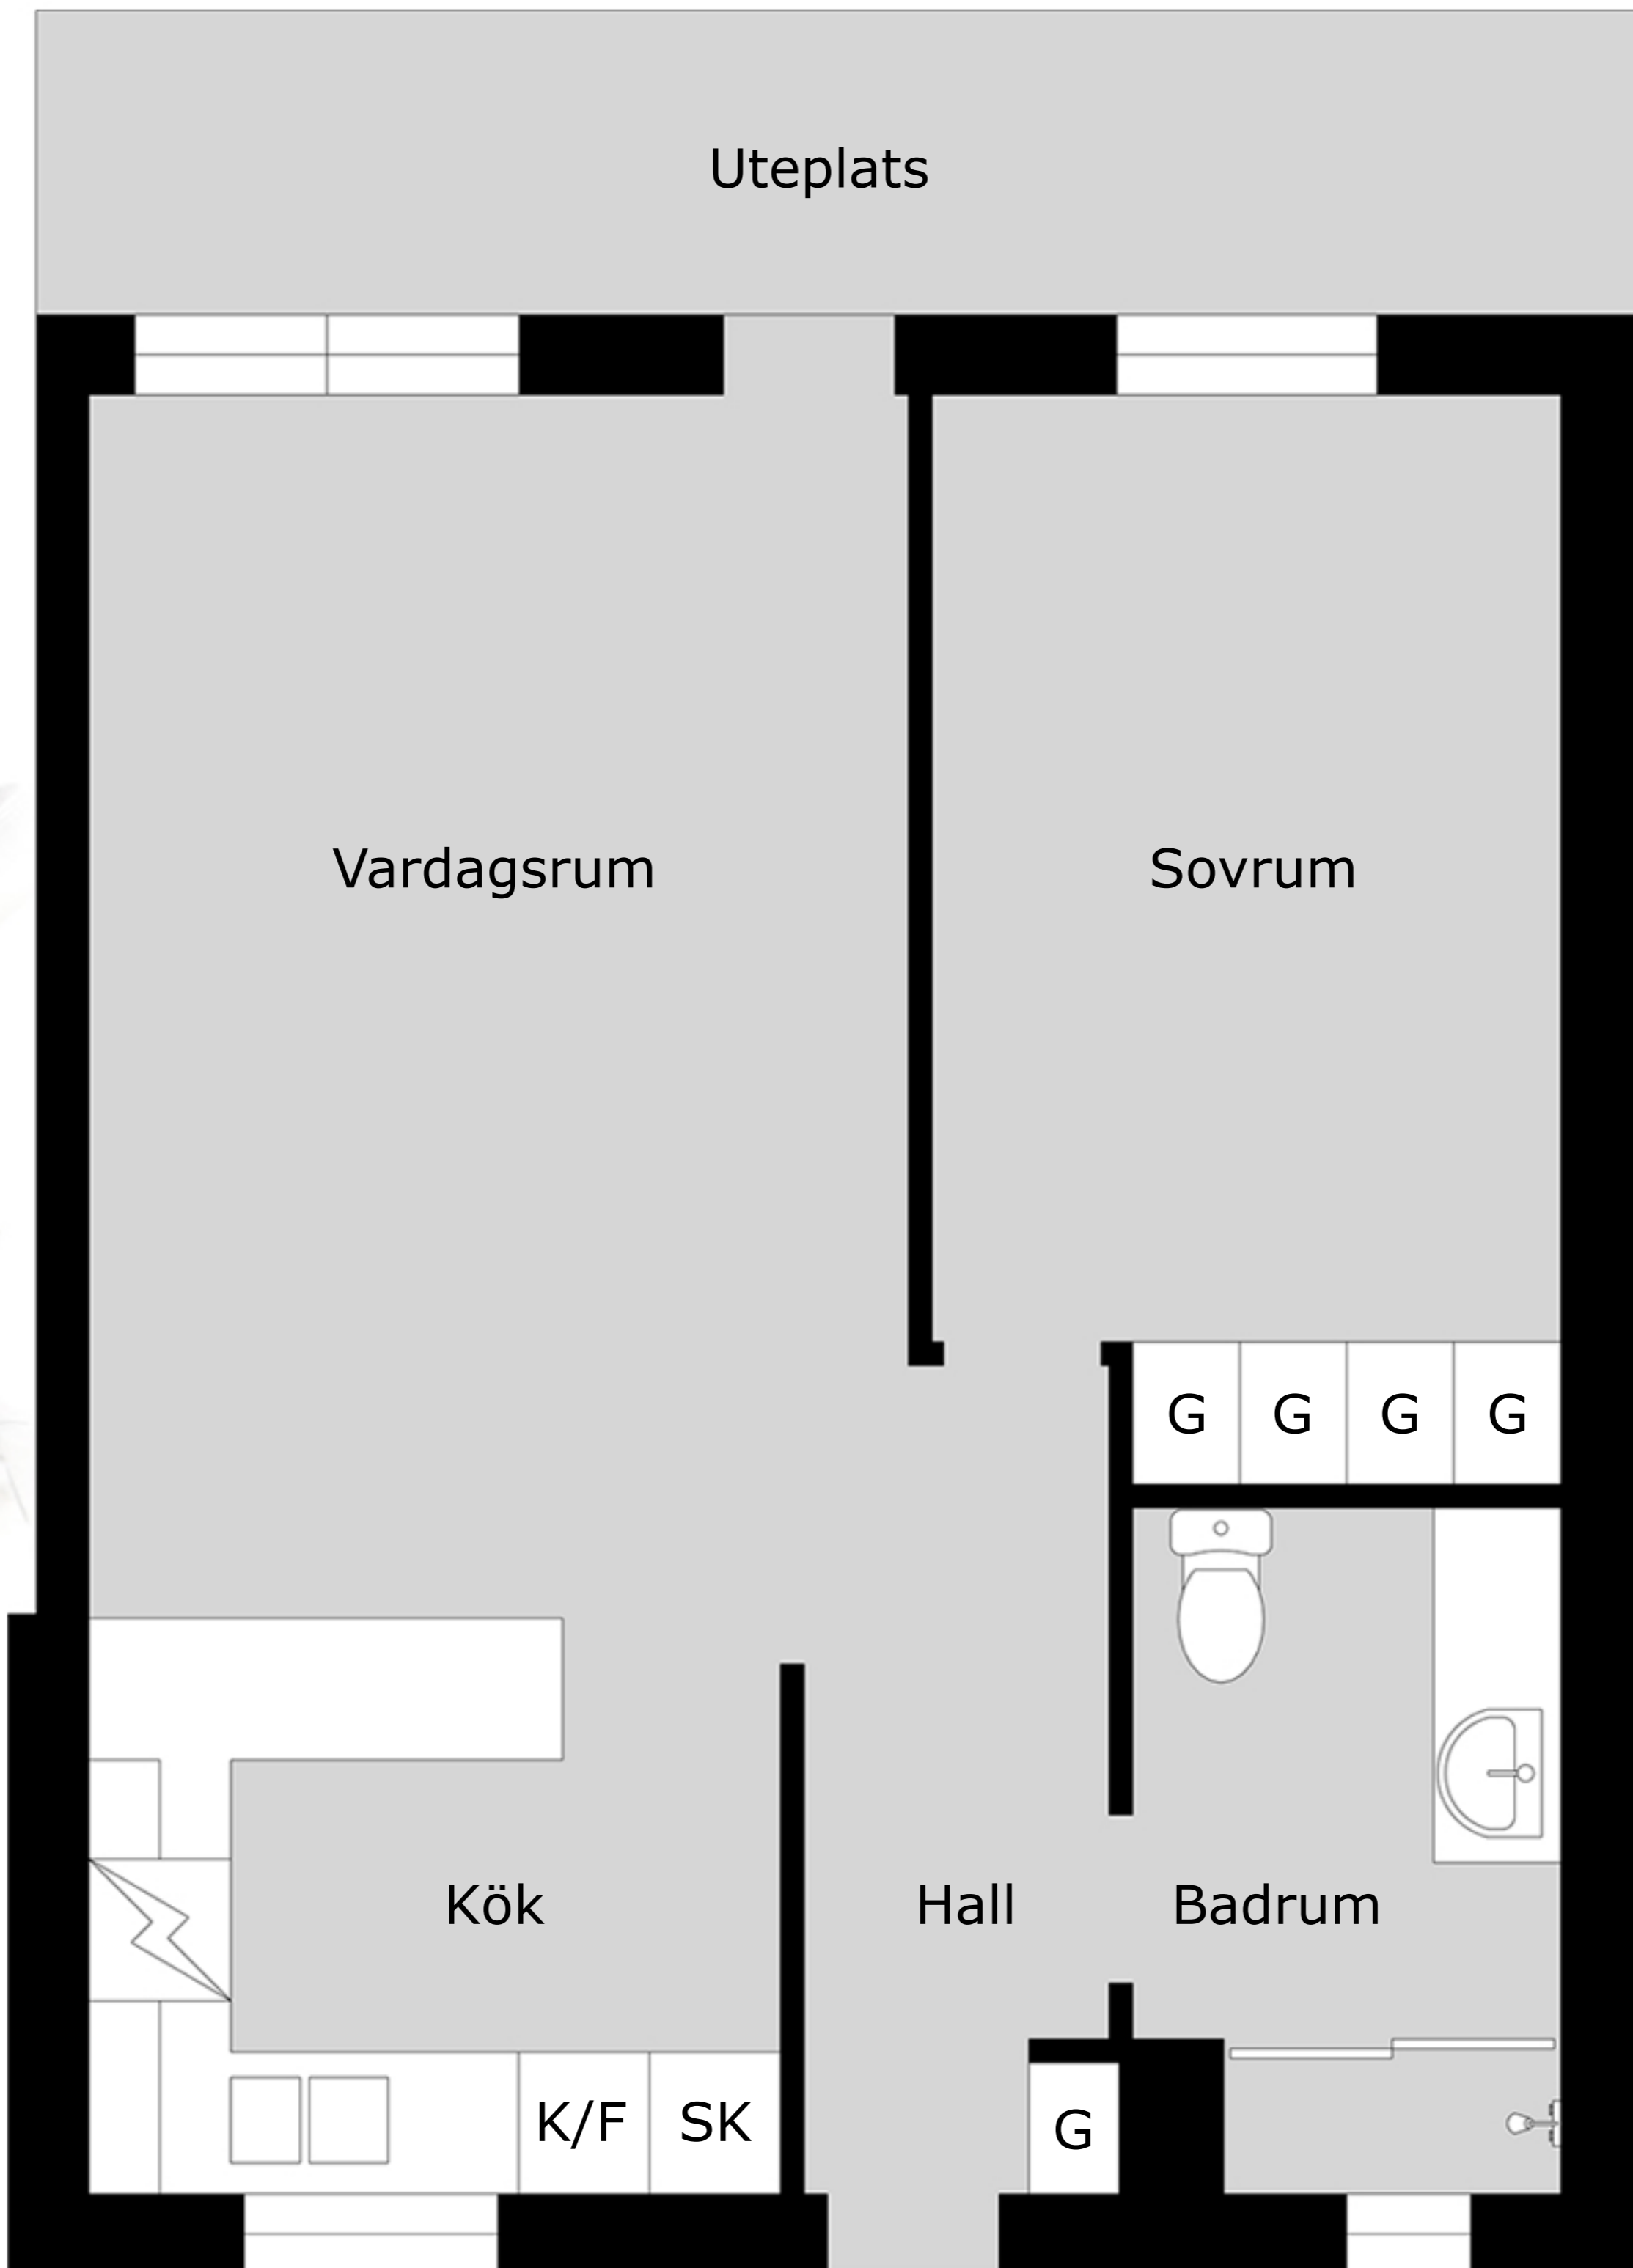 Uteplats
Vardagsrum
Sovrum
G G G G
Kök
Hall
Badrum
K/F
SK
G